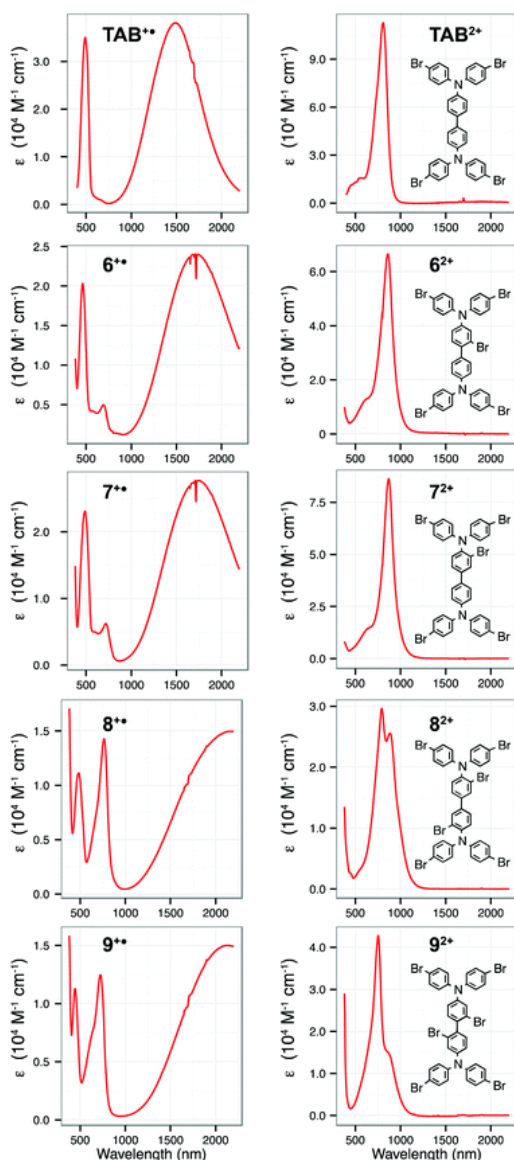 TAB⁺•
ε (10⁴ M⁻¹ cm⁻¹)
3.0
2.0
1.0
0.0
500 1000 1500 2000
TAB²⁺
ε (10⁴ M⁻¹ cm⁻¹)
9.0
6.0
3.0
0.0
Br Br
N
N
Br Br
500 1000 1500 2000
6⁺•
ε (10⁴ M⁻¹ cm⁻¹)
2.5
2.0
1.5
1.0
0.5
500 1000 1500 2000
6²⁺
ε (10⁴ M⁻¹ cm⁻¹)
6.0
4.0
2.0
0.0
Br Br
N
Br
N
Br Br
500 1000 1500 2000
7⁺•
ε (10⁴ M⁻¹ cm⁻¹)
2.0
1.0
0.0
500 1000 1500 2000
7²⁺
ε (10⁴ M⁻¹ cm⁻¹)
7.5
5.0
2.5
0.0
Br Br
N
Br
N
Br Br
500 1000 1500 2000
8⁺•
ε (10⁴ M⁻¹ cm⁻¹)
1.5
1.0
0.5
0.0
500 1000 1500 2000
8²⁺
ε (10⁴ M⁻¹ cm⁻¹)
3.0
2.0
1.0
0.0
Br Br
N
Br
Br
N
Br Br
500 1000 1500 2000
9⁺•
ε (10⁴ M⁻¹ cm⁻¹)
1.5
1.0
0.5
0.0
500 1000 1500 2000
Wavelength (nm)
9²⁺
ε (10⁴ M⁻¹ cm⁻¹)
4.0
3.0
2.0
1.0
0.0
Br Br
N
Br
Br
N
Br Br
500 1000 1500 2000
Wavelength (nm)